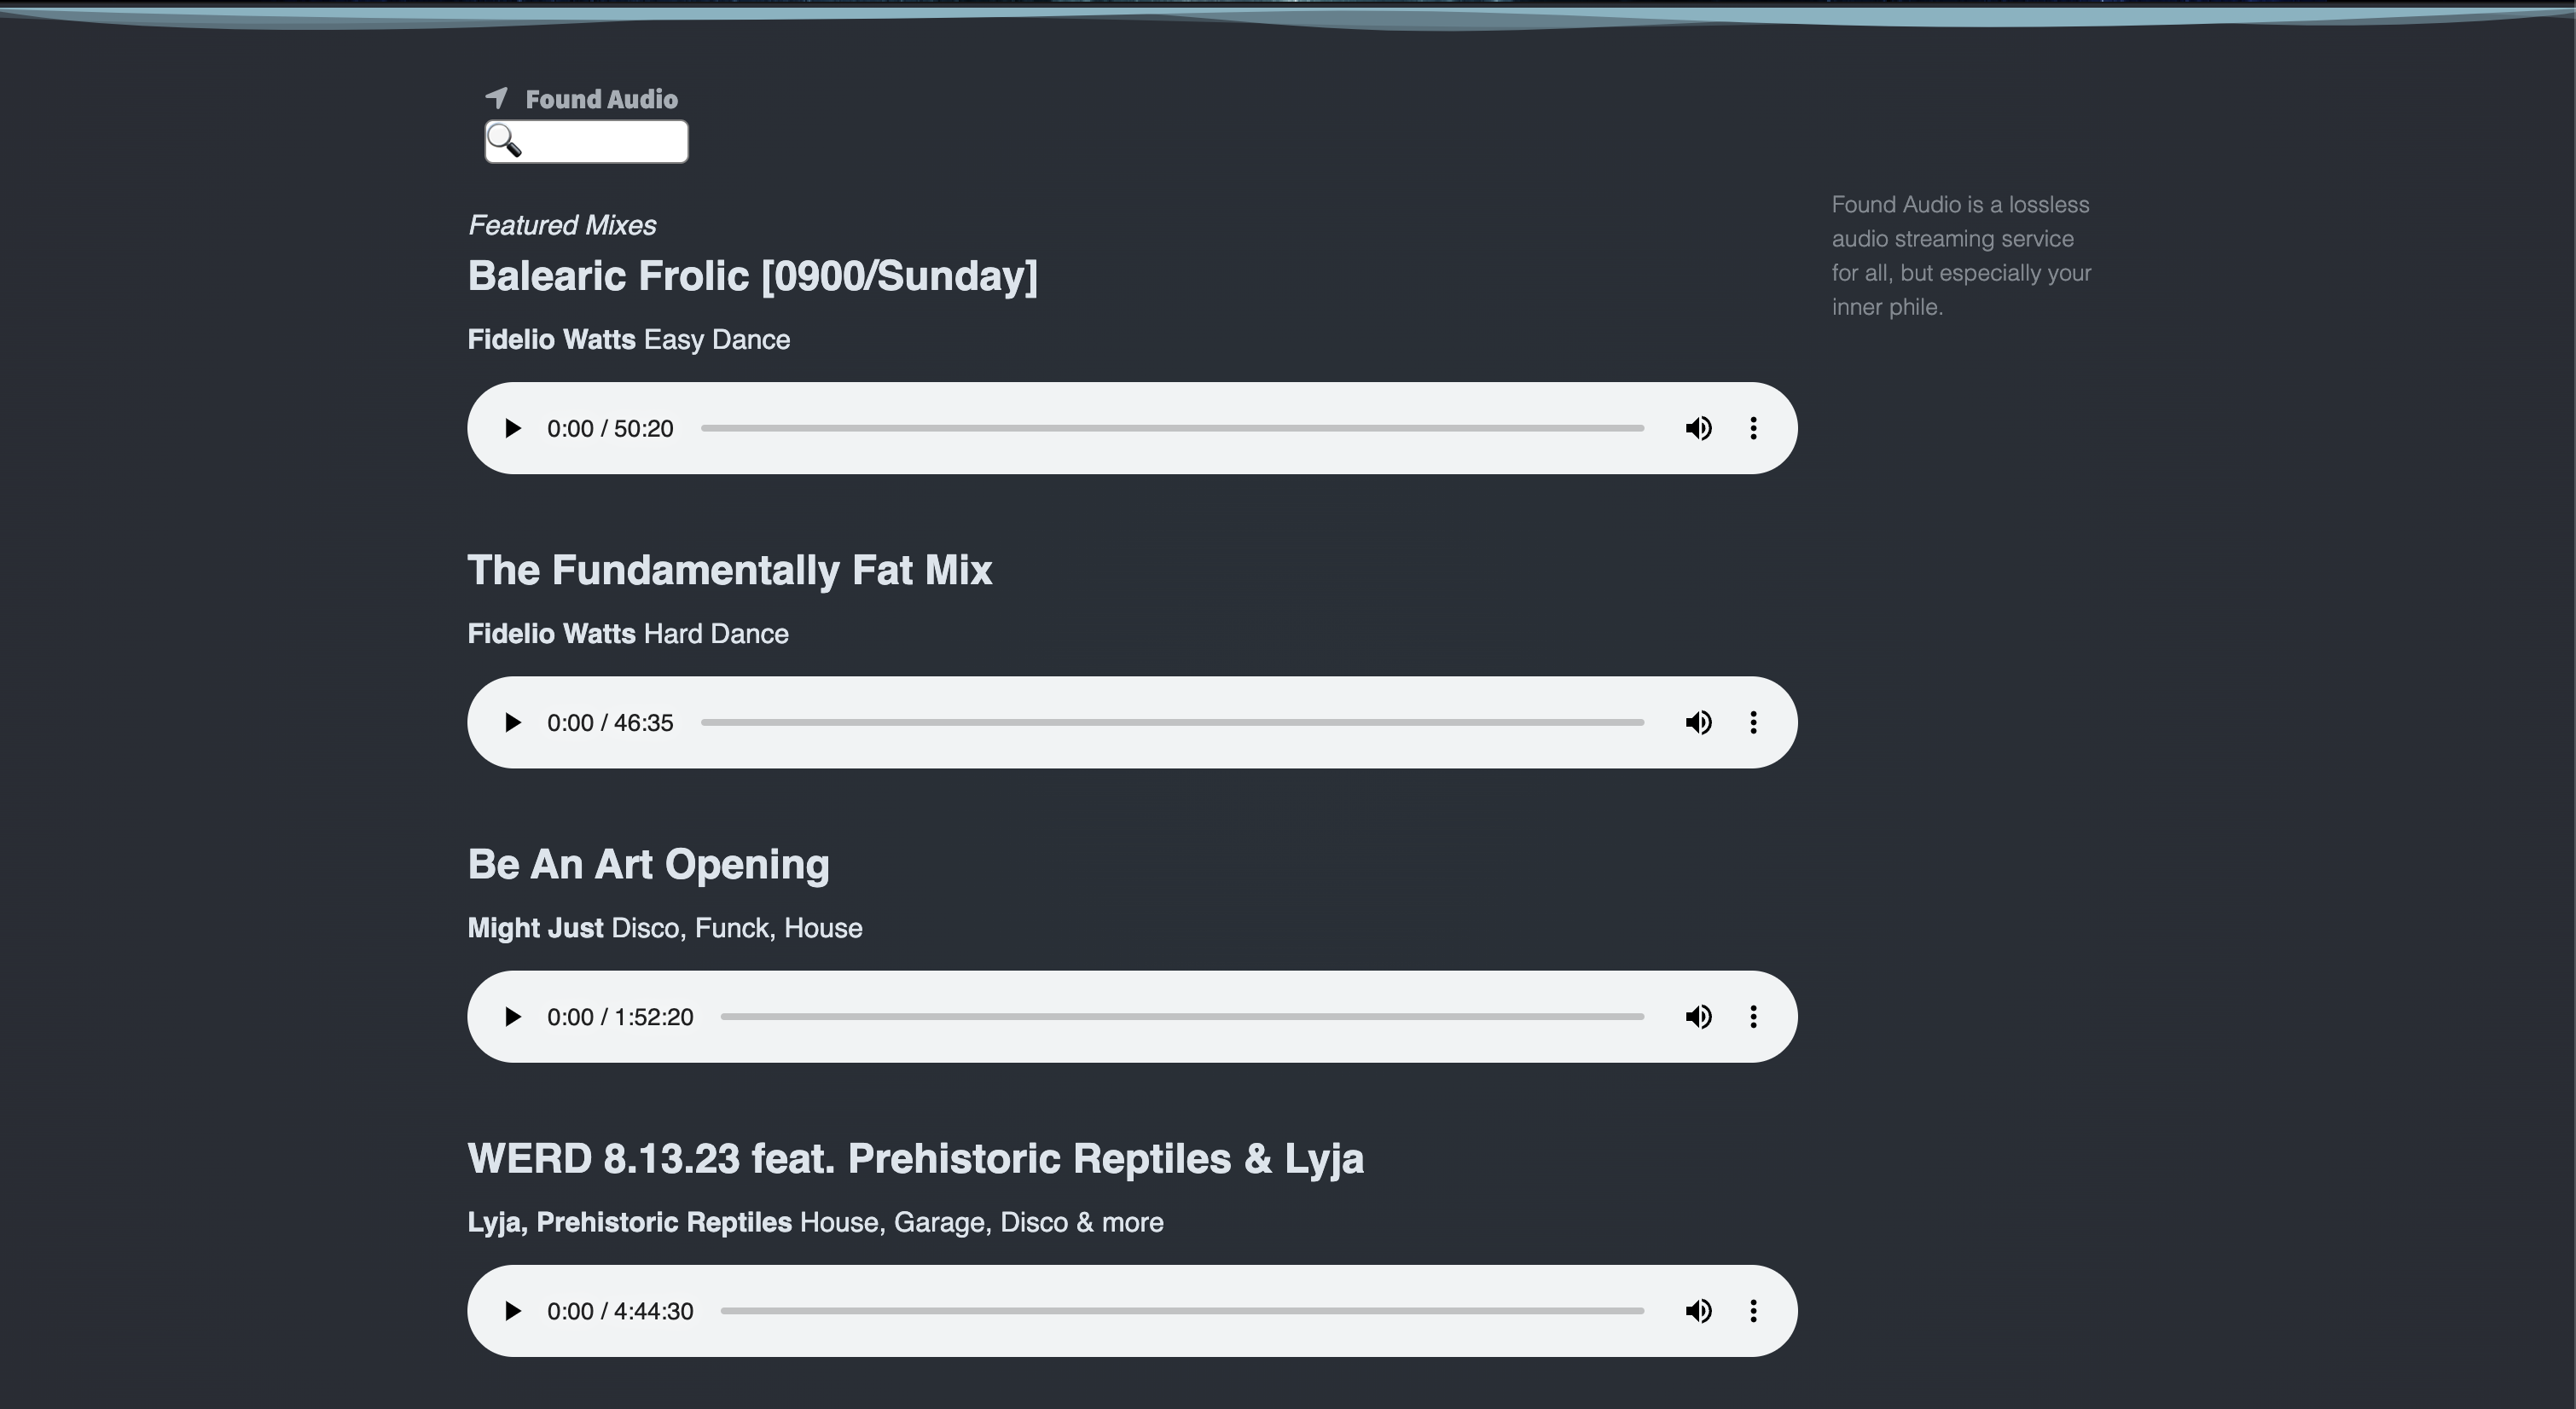 Found Audio
Featured Mixes
Balearic Frolic [0900/Sunday]
Fidelio Watts Easy Dance
0:00 / 50:20
The Fundamentally Fat Mix
Fidelio Watts Hard Dance
0:00 / 46:35
Be An Art Opening
Might Just Disco, Funck, House
0:00 / 1:52:20
WERD 8.13.23 feat. Prehistoric Reptiles & Lyja
Lyja, Prehistoric Reptiles House, Garage, Disco & more
0:00 / 4:44:30
Found Audio is a lossless
audio streaming service
for all, but especially your
inner phile.